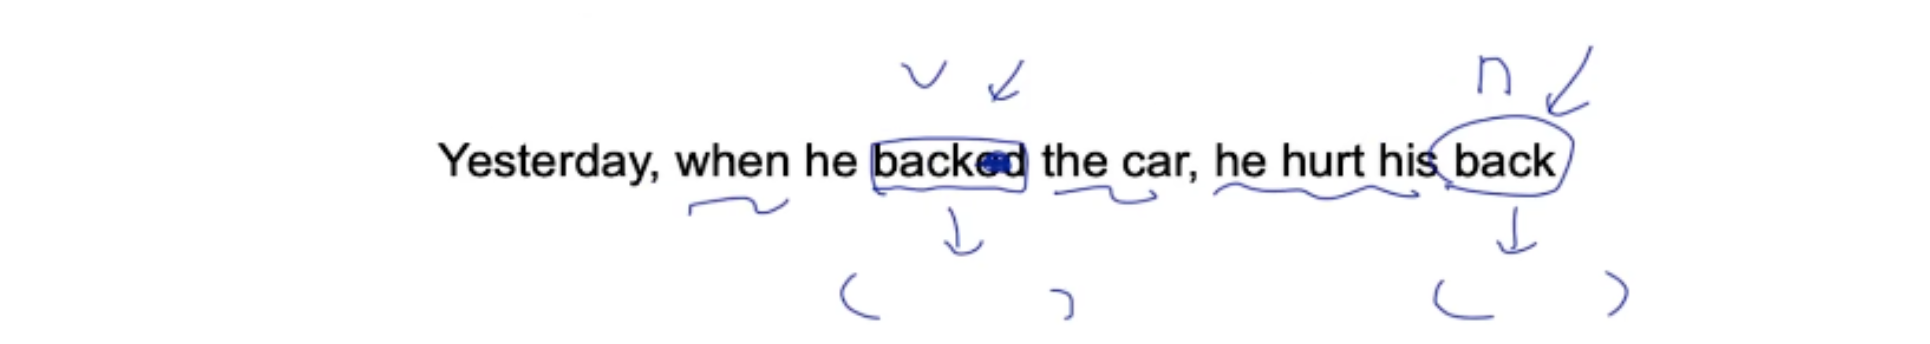 v n
Yesterday, when he backed the car, he hurt his back
( ) ( )